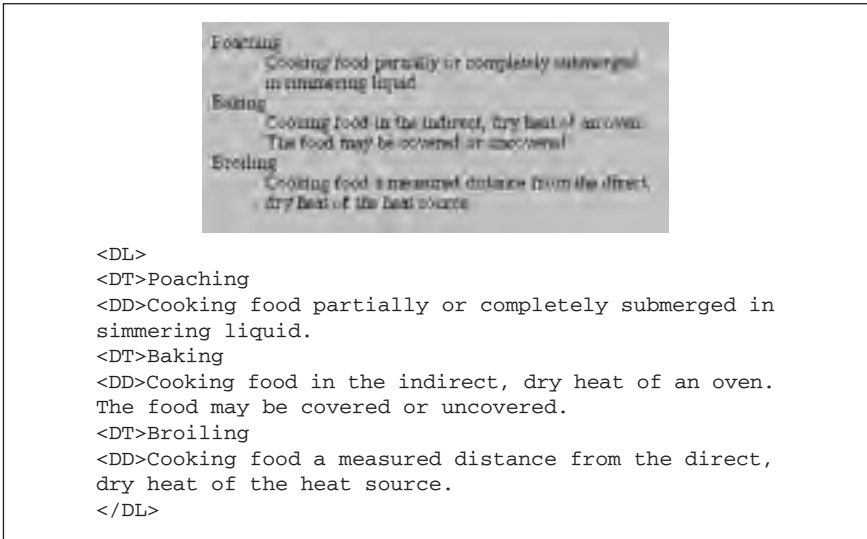 Poaching
Cooking food partially or completely submerged
in simmering liquid
Baking
Cooking food in the indirect, dry heat of an oven.
The food may be covered or uncovered
Broiling
Cooking food a measured distance from the direct,
dry heat of the heat source
<DL>
<DT>Poaching
<DD>Cooking food partially or completely submerged in
simmering liquid.
<DT>Baking
<DD>Cooking food in the indirect, dry heat of an oven.
The food may be covered or uncovered.
<DT>Broiling
<DD>Cooking food a measured distance from the direct,
dry heat of the heat source.
</DL>